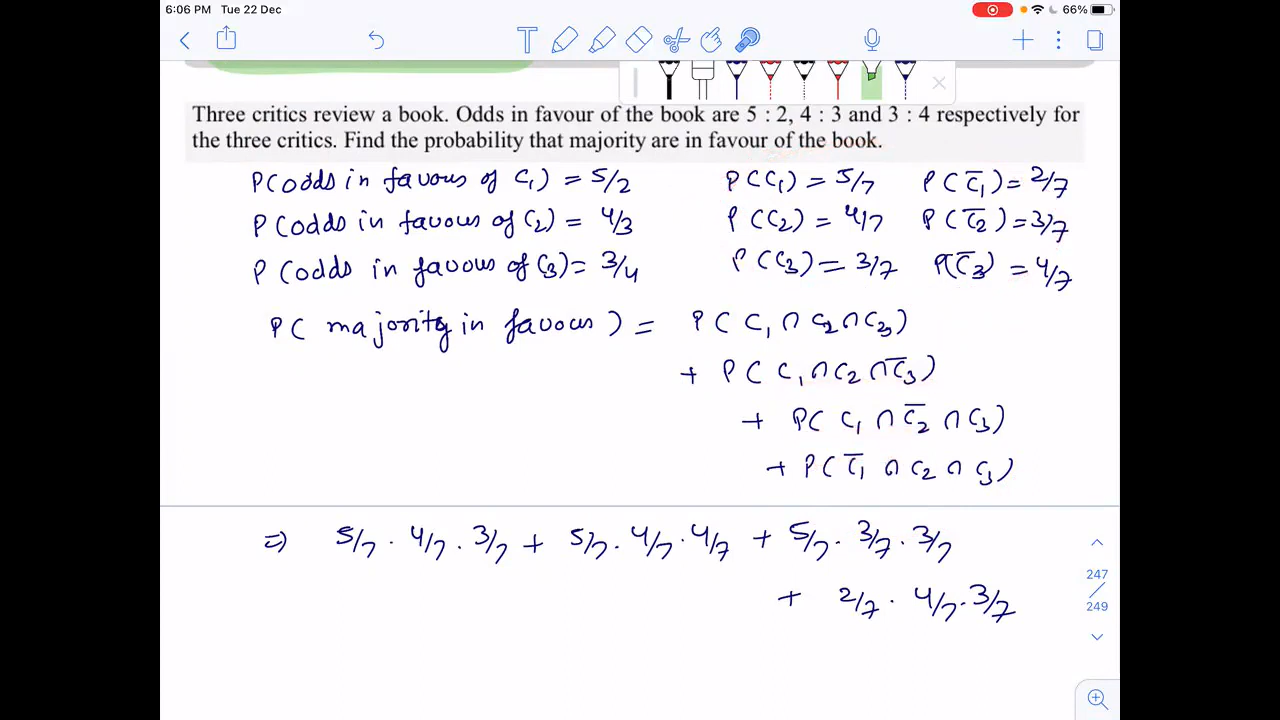 6:06 PM Tue 22 Dec
66%
T
Three critics review a book. Odds in favour of the book are 5 : 2, 4 : 3 and 3 : 4 respectively for
the three critics. Find the probability that majority are in favour of the book.
P(odds in favour of C₁) = 5/2 P(C₁) = 5/7 P(C̅₁) = 2/7
P(odds in favour of C₂) = 4/3 P(C₂) = 4/7 P(C̅₂) = 3/7
P(odds in favour of C₃) = 3/4 P(C₃) = 3/7 P(C̅₃) = 4/7
P( majority in favour) = P( C₁ ∩ C₂ ∩ C₃)
+ P( C₁ ∩ C₂ ∩ C̅₃)
+ P( C₁ ∩ C̅₂ ∩ C₃)
+ P( C̅₁ ∩ C₂ ∩ C₃)
⇒ 5/7 . 4/7 . 3/7 + 5/7 . 4/7 . 4/7 + 5/7 . 3/7 . 3/7
+ 2/7 . 4/7 . 3/7
247
/
249